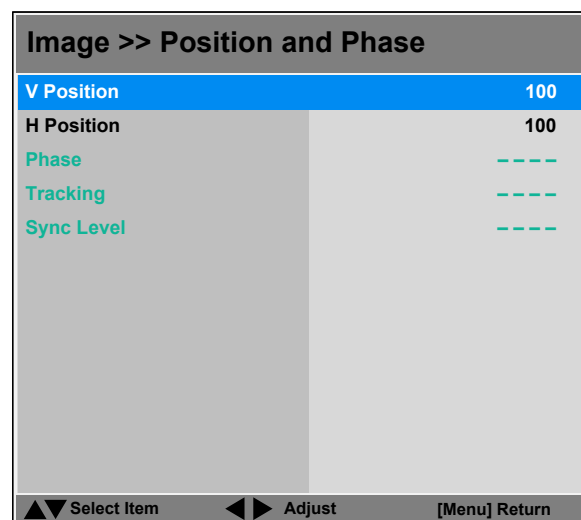 Image >> Position and Phase
V Position 100
H Position 100
Phase – – – –
Tracking – – – –
Sync Level – – – –
▲▼ Select Item ◀▶ Adjust [Menu] Return